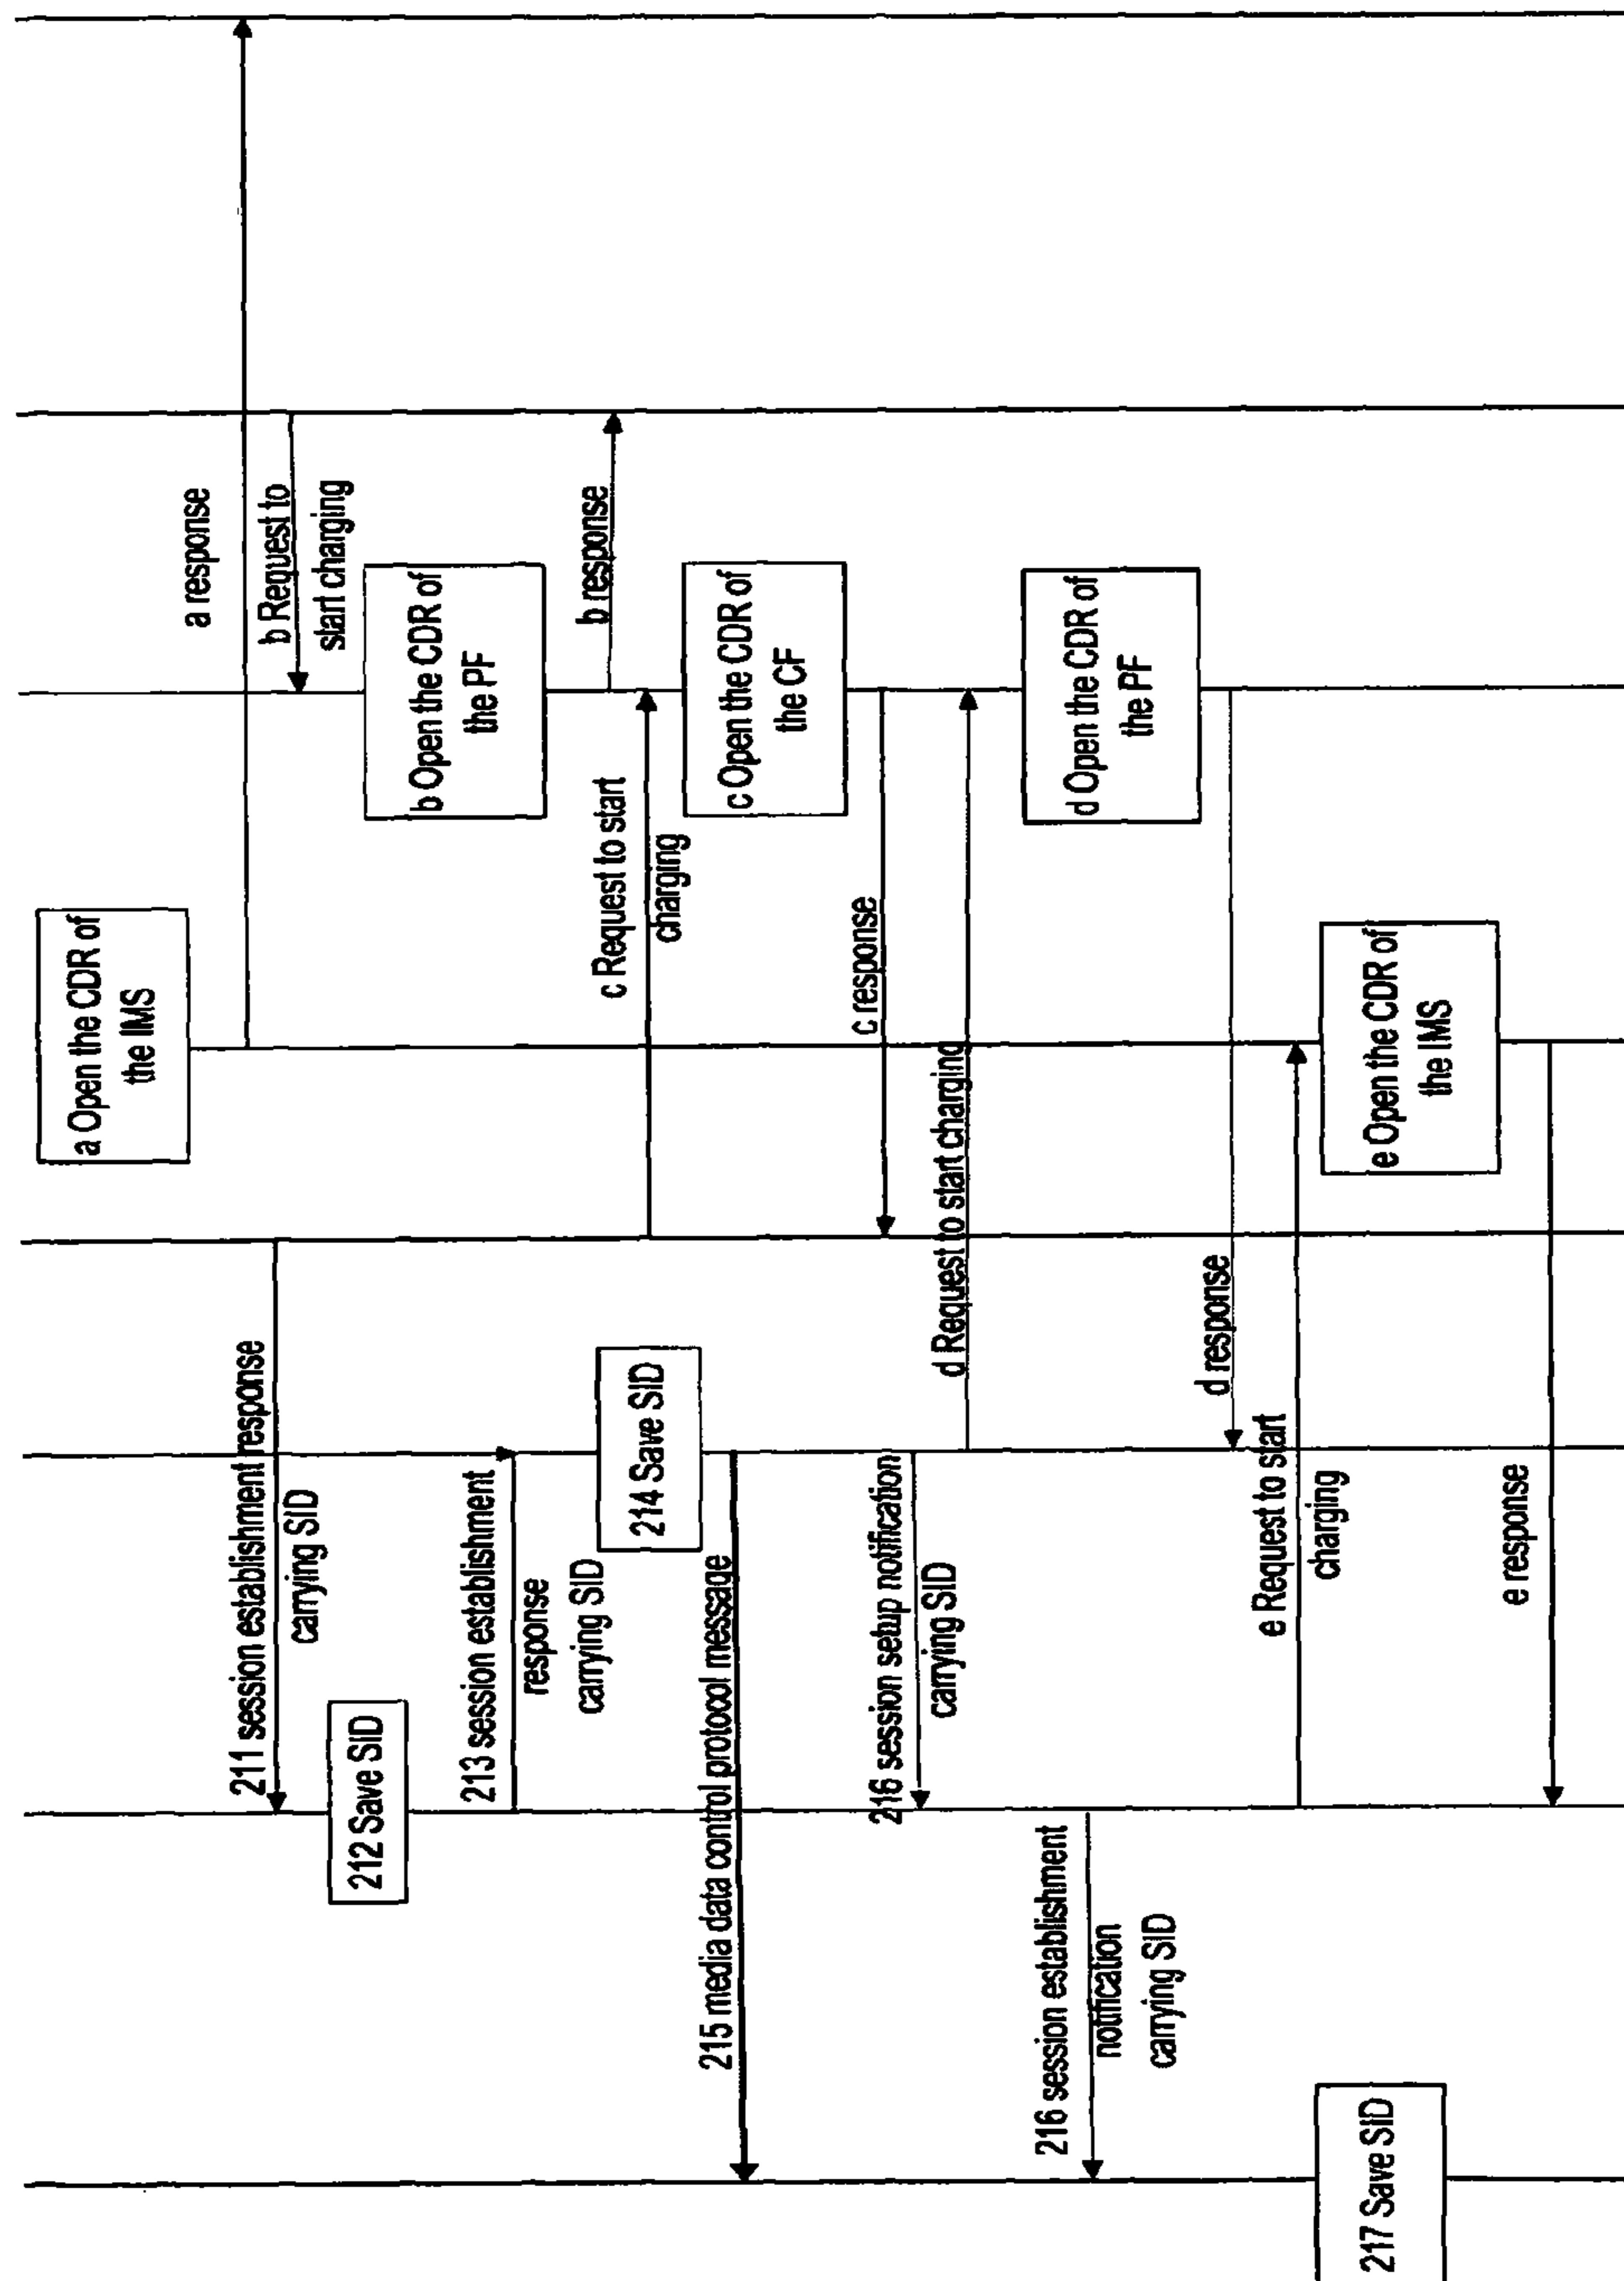 a Open the CDR of
the IMS
a response
211 session establishment response
carrying SID
b Request to
start charging
212 Save SID
b Open the CDR of
the PF
213 session establishment
response
carrying SID
b response
c Request to start
charging
214 Save SID
c Open the CDR of
the CF
215 media data control protocol message
c response
216 session setup notification
carrying SID
d Request to start charging
d Open the CDR of
the PF
216 session establishment
notification
carrying SID
d response
e Request to start
charging
e Open the CDR of
the IMS
217 Save SID
e response